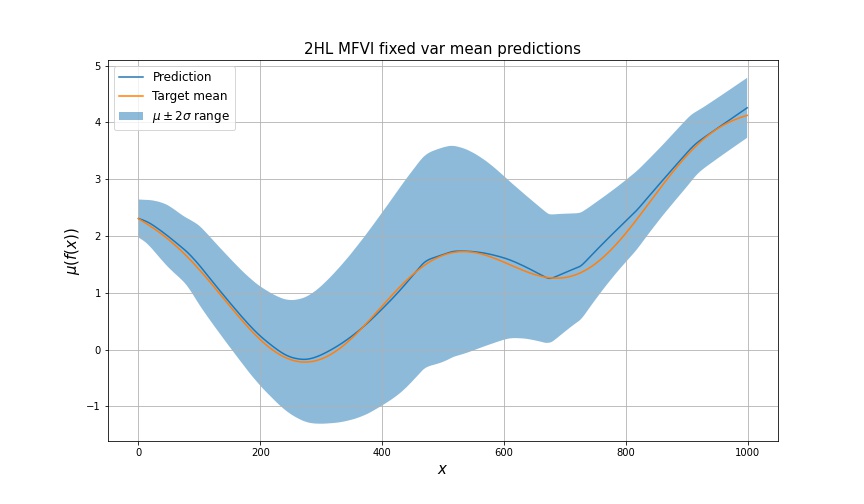 2HL MFVI fixed var mean predictions
Prediction
Target mean
μ ± 2σ range
μ(f(x))
5
4
3
2
1
0
−1
0 200 400 600 800 1000
x